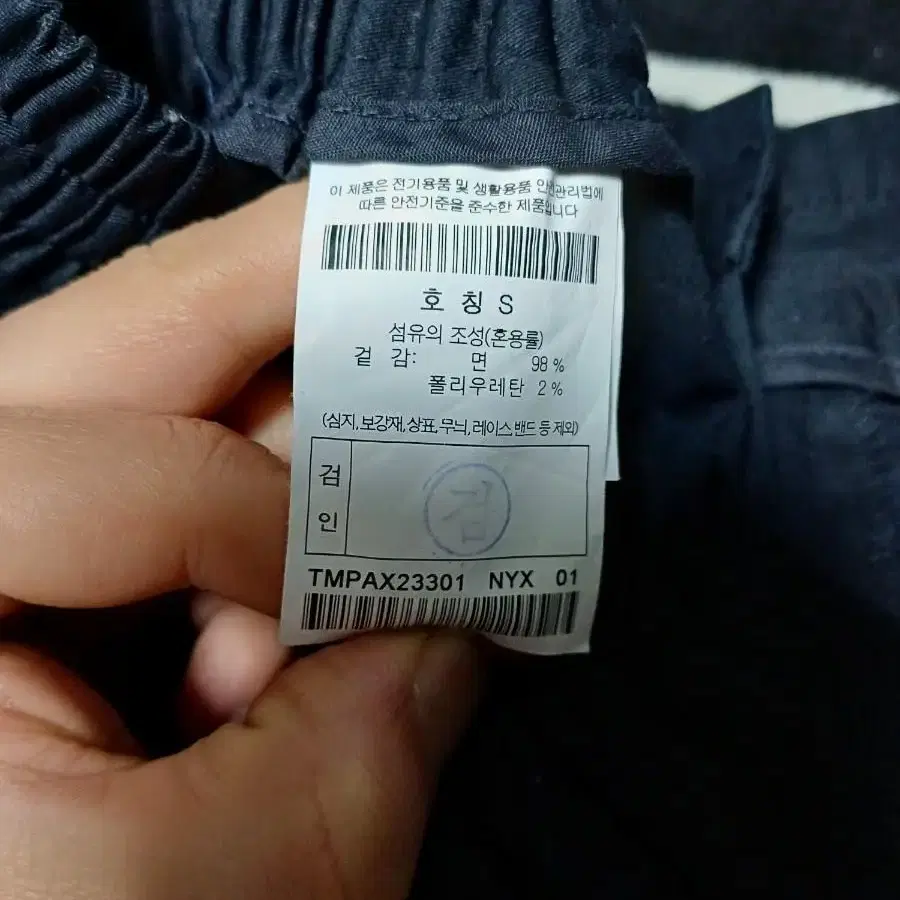 이 제품은 전기용품 및 생활용품 안전관리법에
따른 안전기준을 준수한 제품입니다
호 칭 S
섬유의 조성(혼용률)
겉 감: 면 98 %
폴리우레탄 2 %
(심지, 보강재, 상표, 무늬, 레이스, 밴드 등 제외)
검
인
검
TMPAX23301 NYX 01